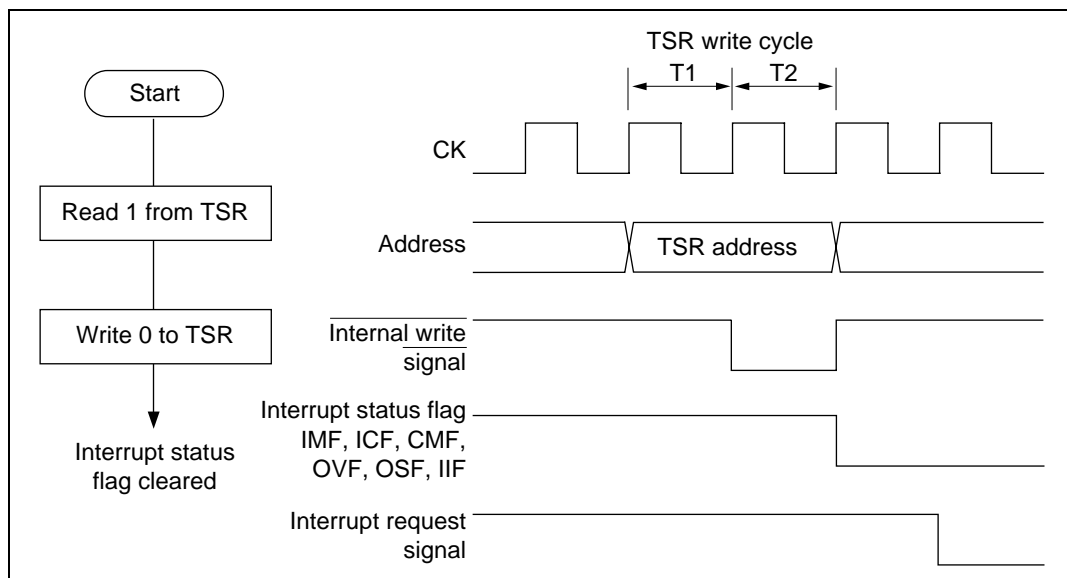 Start
Read 1 from TSR
Write 0 to TSR
Interrupt status
flag cleared
TSR write cycle
T1
T2
CK
Address
TSR address
Internal write
signal
Interrupt status flag
IMF, ICF, CMF,
OVF, OSF, IIF
Interrupt request
signal